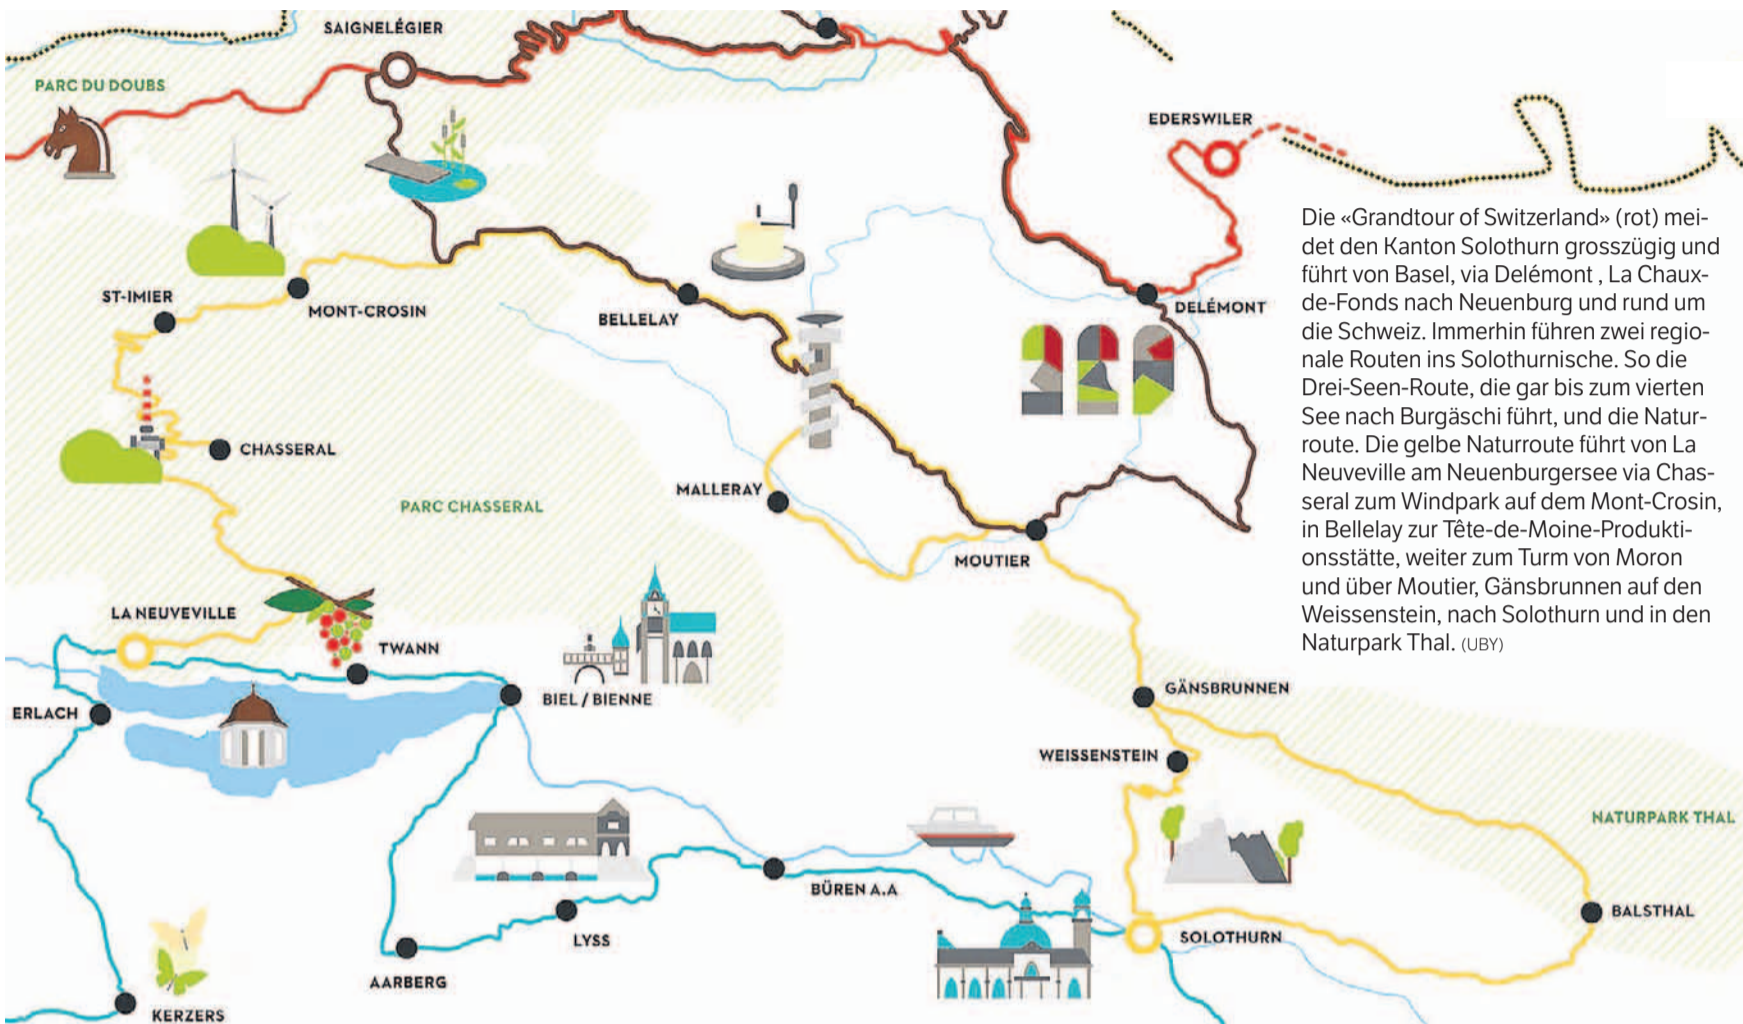 SAIGNELÉGIER
PARC DU DOUBS
EDERSWILER
ST-IMIER
MONT-CROSIN
BELLELAY
DELÉMONT
CHASSERAL
MALLERAY
PARC CHASSERAL
MOUTIER
LA NEUVEVILLE
TWANN
BIEL / BIENNE
ERLACH
GÄNSBRUNNEN
WEISSENSTEIN
NATURPARK THAL
BÜREN A.A
LYSS
BALSTHAL
SOLOTHURN
AARBERG
KERZERS
Die «Grandtour of Switzerland» (rot) mei-
det den Kanton Solothurn grosszügig und
führt von Basel, via Delémont , La Chaux-
de-Fonds nach Neuenburg und rund um
die Schweiz. Immerhin führen zwei regio-
nale Routen ins Solothurnische. So die
Drei-Seen-Route, die gar bis zum vierten
See nach Burgäschi führt, und die Natur-
route. Die gelbe Naturroute führt von La
Neuveville am Neuenburgersee via Chas-
seral zum Windpark auf dem Mont-Crosin,
in Bellelay zur Tête-de-Moine-Produkti-
onsstätte, weiter zum Turm von Moron
und über Moutier, Gänsbrunnen auf den
Weissenstein, nach Solothurn und in den
Naturpark Thal. (UBY)